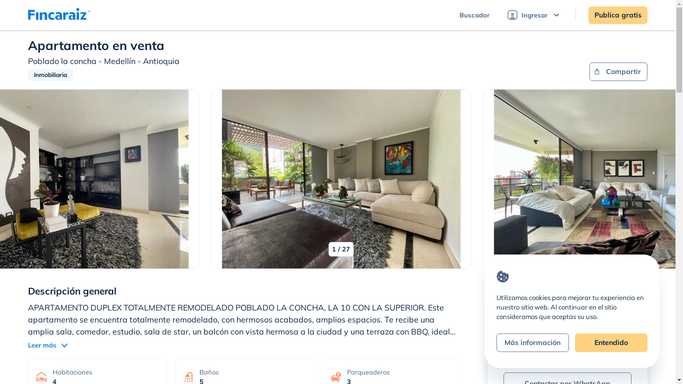 Fincaraiz
Buscador
Ingresar
Publica gratis
Apartamento en venta
Poblado la concha - Medellín - Antioquia
Inmobiliaria
Compartir
1 / 27
Descripción general
APARTAMENTO DUPLEX TOTALMENTE REMODELADO POBLADO LA CONCHA, LA 10 CON LA SUPERIOR. Este
apartamento se encuentra totalmente remodelado, con hermosos acabados, amplios espacios. Te recibe una
amplia sala, comedor, estudio, sala de star, un balcón con vista hermosa a la ciudad y una terraza con BBQ, ideal...
Leer más
Habitaciones
4
Baños
5
Parqueaderos
3
Utilizamos cookies para mejorar tu experiencia en
nuestro sitio web. Al continuar en el sitio
consideramos que aceptas su uso.
Más información
Entendido
Contactar por WhatsApp